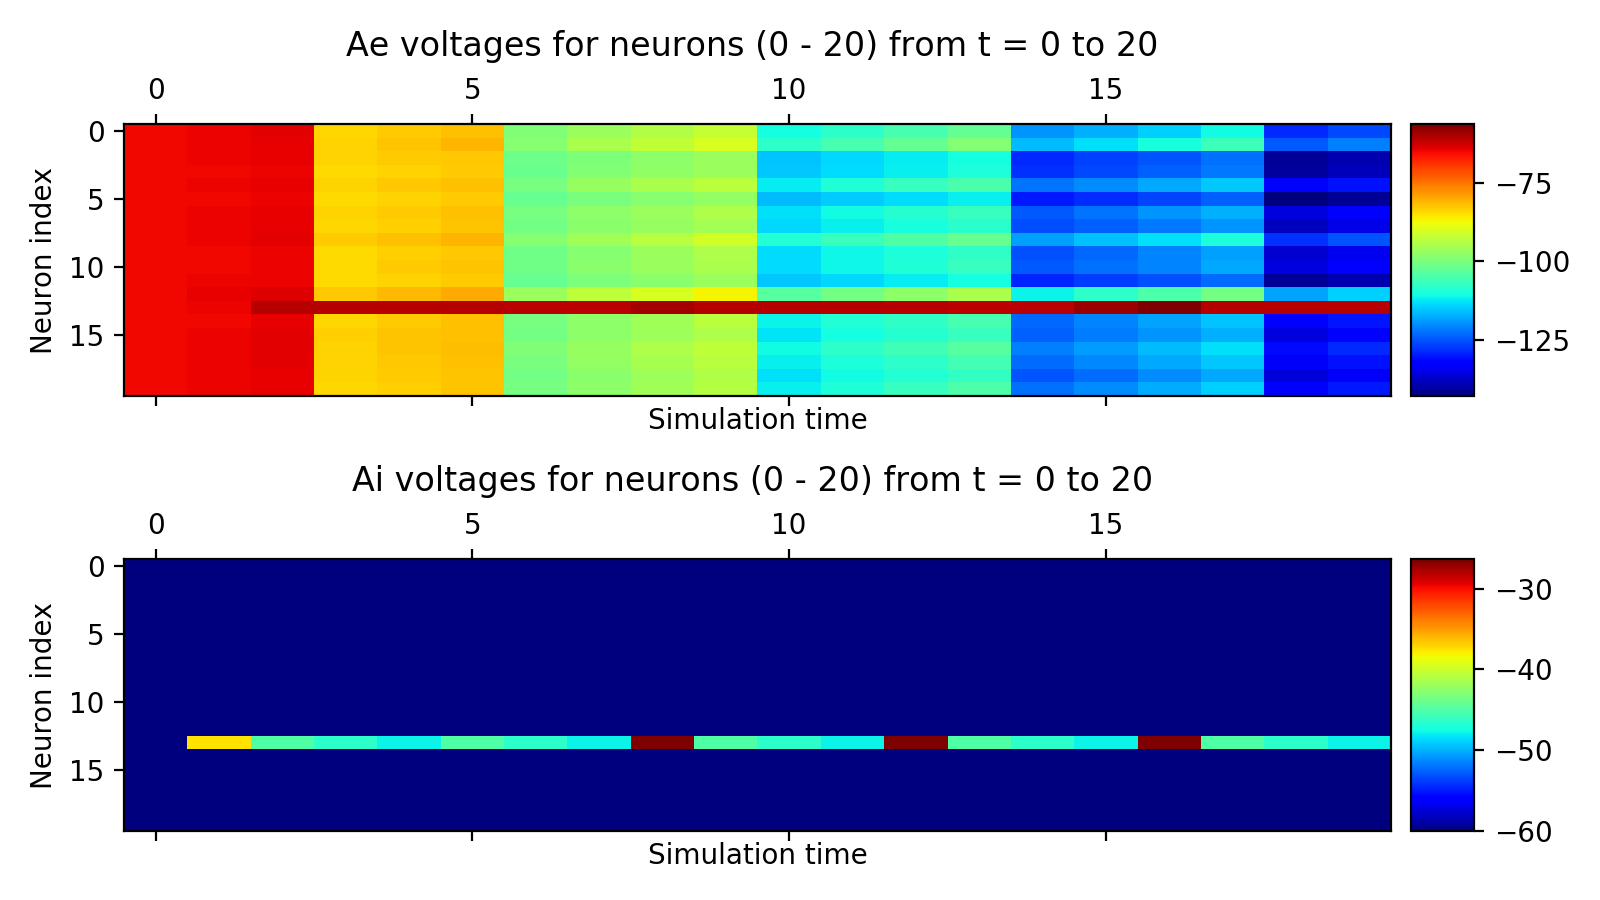 Ae voltages for neurons (0 - 20) from t = 0 to 20
0 5 10 15
Neuron index
0
5
10
15
Simulation time
−75
−100
−125
Ai voltages for neurons (0 - 20) from t = 0 to 20
0 5 10 15
Neuron index
0
5
10
15
Simulation time
−30
−40
−50
−60